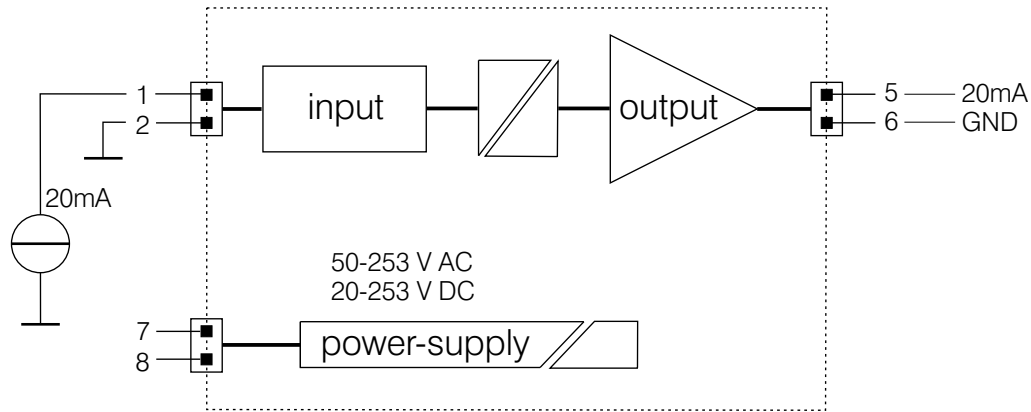 1
2
input
output
5
6
20mA
GND
20mA
50-253 V AC
20-253 V DC
7
8
power-supply